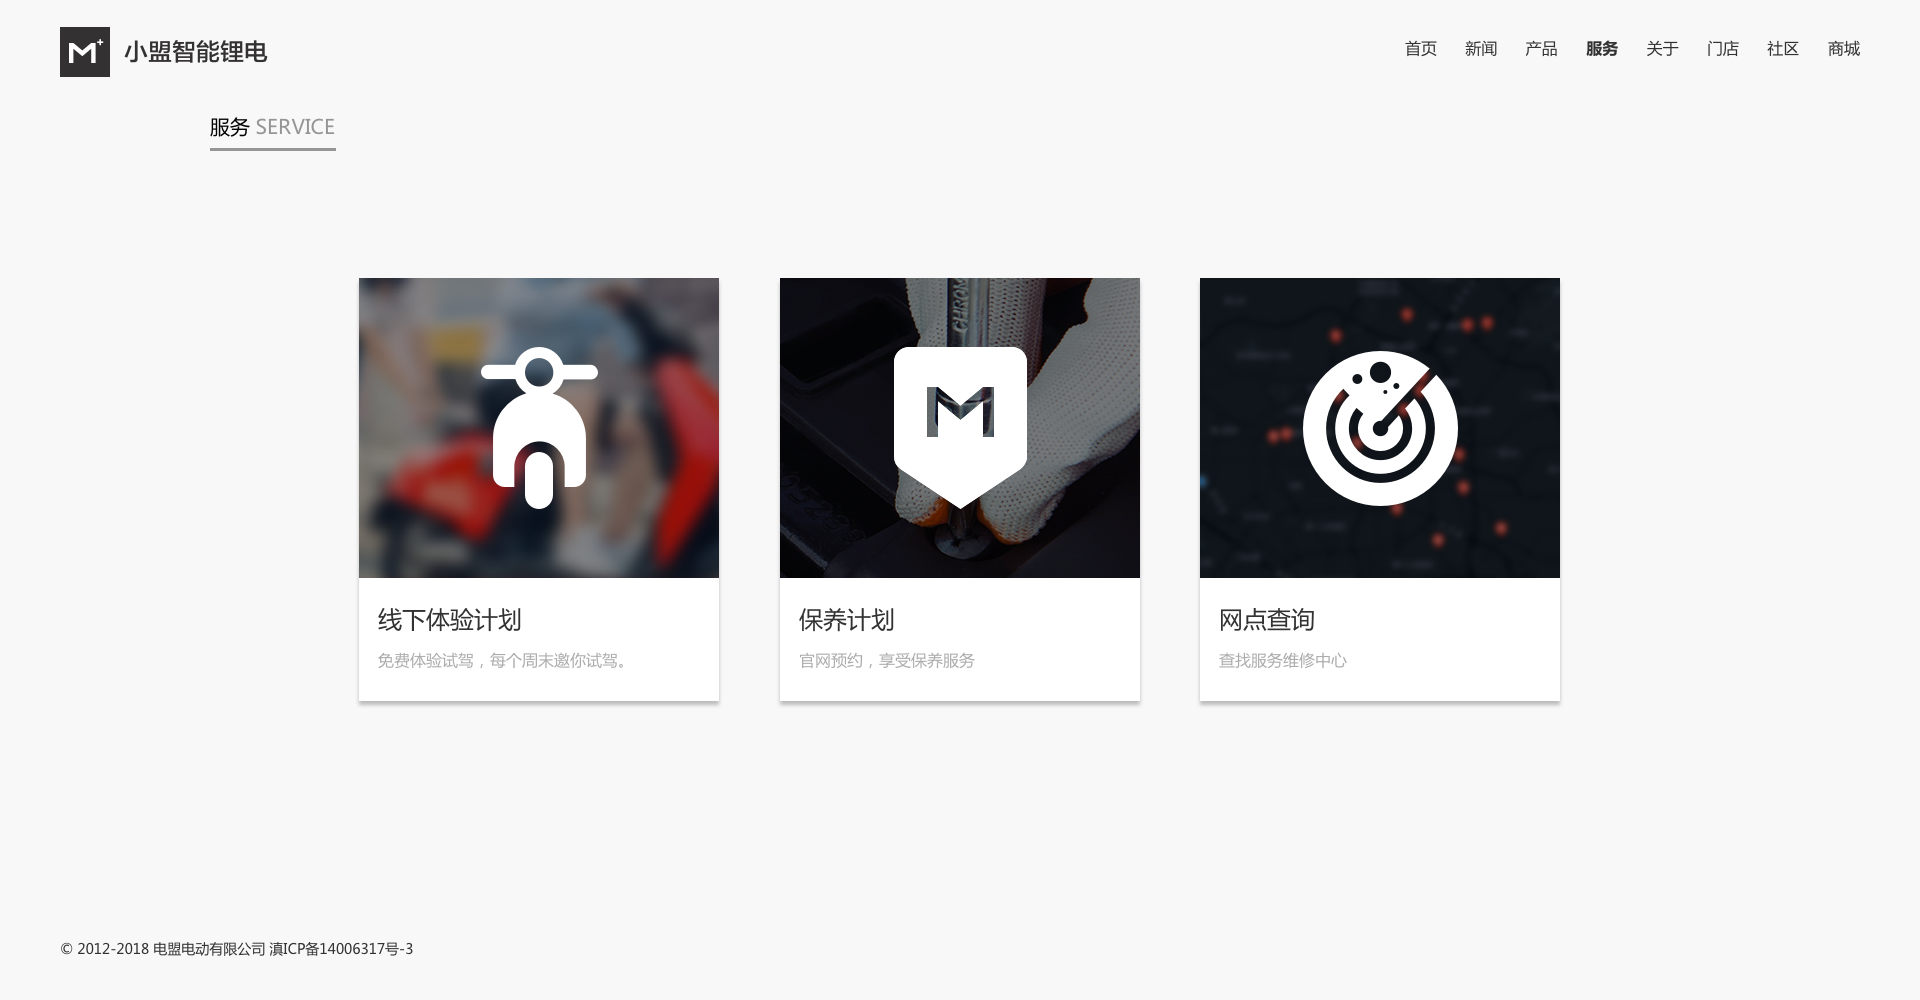 M+ 小盟智能锂电
首页 新闻 产品 服务 关于 门店 社区 商城
服务 SERVICE
CHROM
M
线下体验计划
免费体验试驾，每个周末邀你试驾。
保养计划
官网预约，享受保养服务
网点查询
查找服务维修中心
© 2012-2018 电盟电动有限公司 滇ICP备14006317号-3